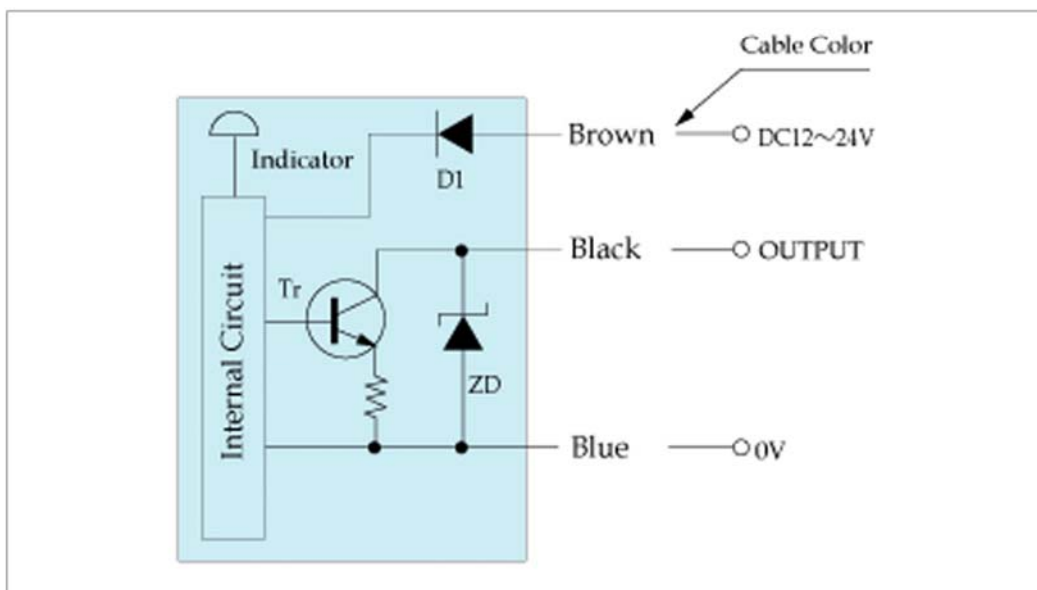 Cable Color
Brown DC12～24V
Indicator
D1
Black OUTPUT
Tr
Internal Circuit
ZD
Blue 0V